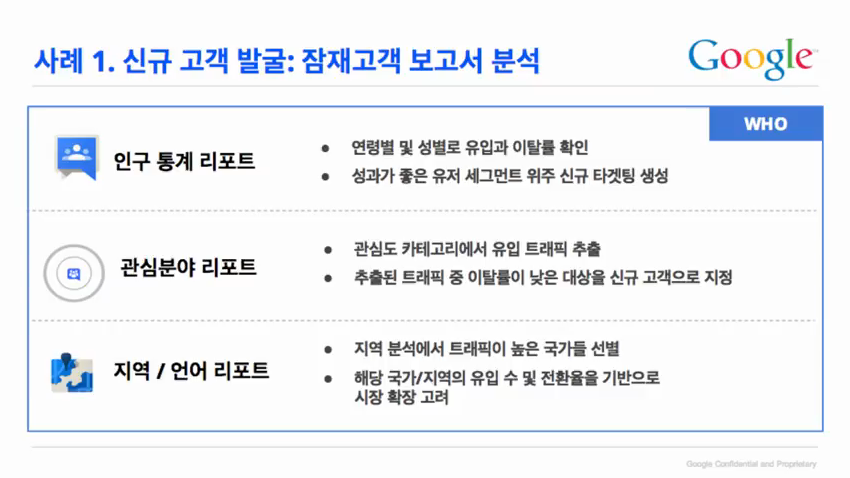 사례 1. 신규 고객 발굴: 잠재고객 보고서 분석
Google
WHO
인구 통계 리포트
• 연령별 및 성별로 유입과 이탈률 확인
• 성과가 좋은 유저 세그먼트 위주 신규 타겟팅 생성
관심분야 리포트
• 관심도 카테고리에서 유입 트래픽 추출
• 추출된 트래픽 중 이탈률이 낮은 대상을 신규 고객으로 지정
지역 / 언어 리포트
• 지역 분석에서 트래픽이 높은 국가들 선별
• 해당 국가/지역의 유입 수 및 전환율을 기반으로
시장 확장 고려
Google Confidential and Proprietary